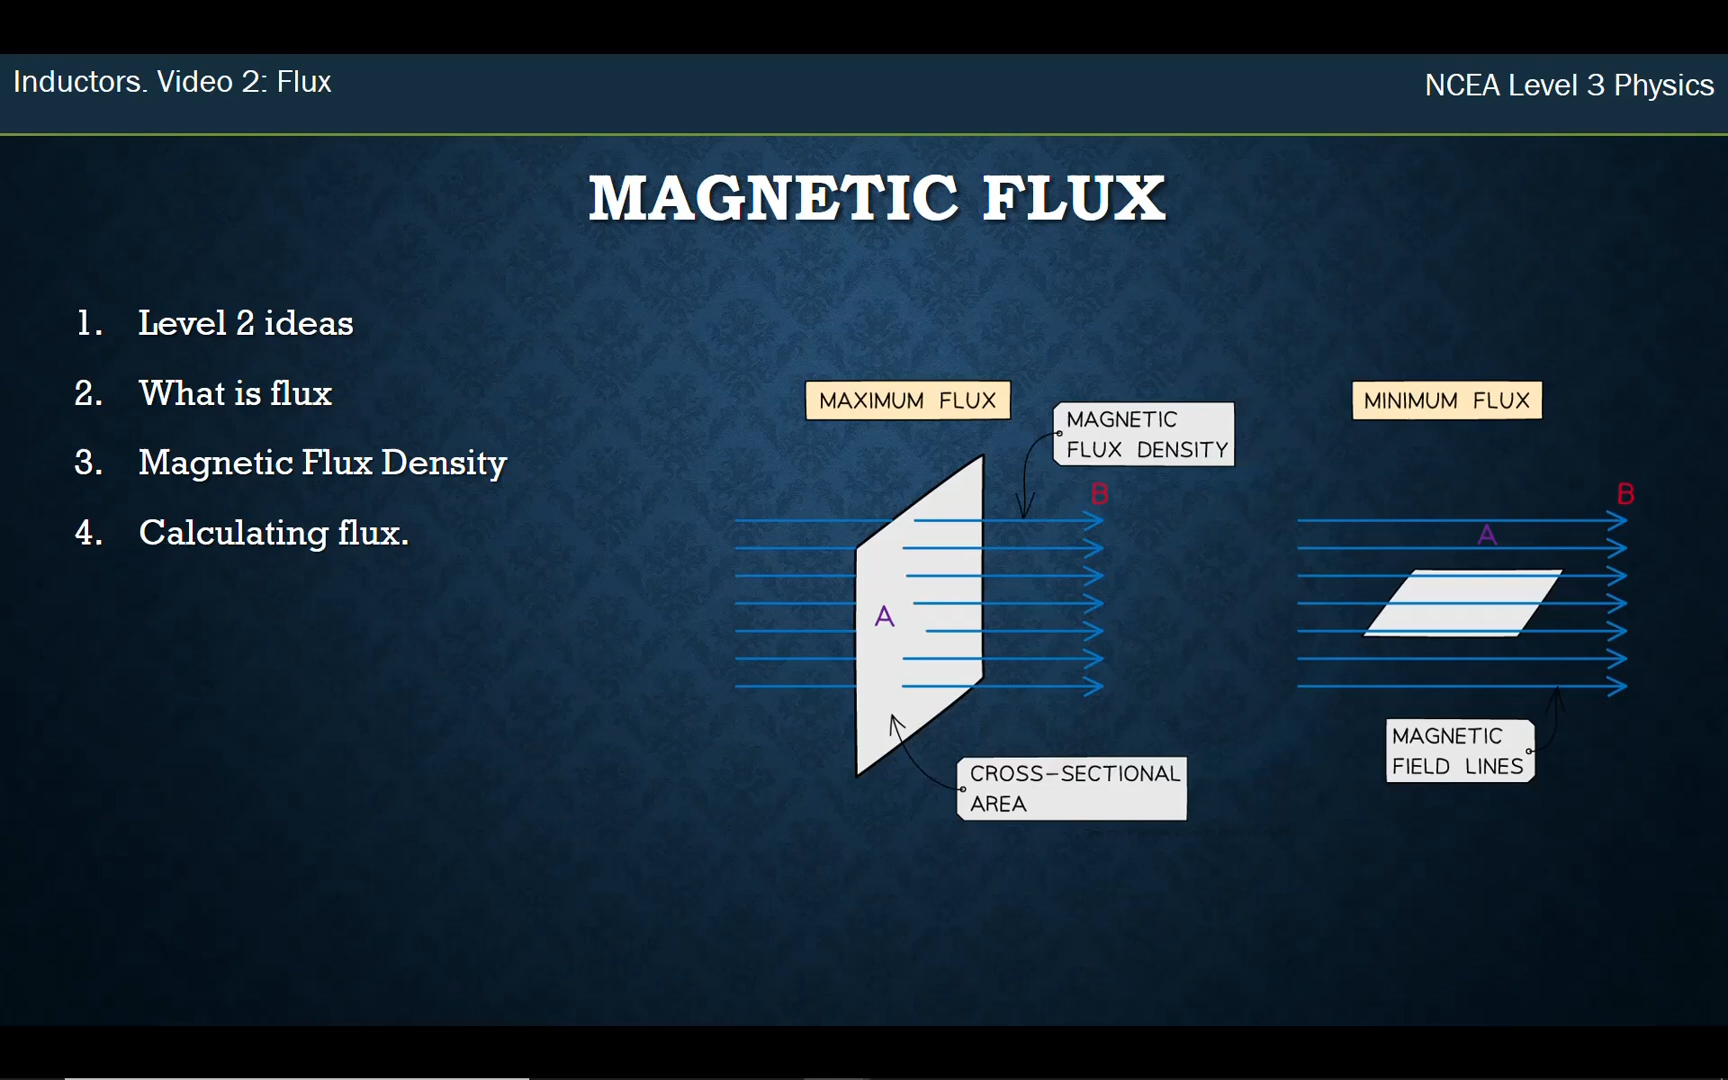 Inductors. Video 2: Flux
NCEA Level 3 Physics
MAGNETIC FLUX
1. Level 2 ideas
2. What is flux
3. Magnetic Flux Density
4. Calculating flux.
MAXIMUM FLUX
MAGNETIC
FLUX DENSITY
B
A
CROSS-SECTIONAL
AREA
MINIMUM FLUX
B
A
MAGNETIC
FIELD LINES